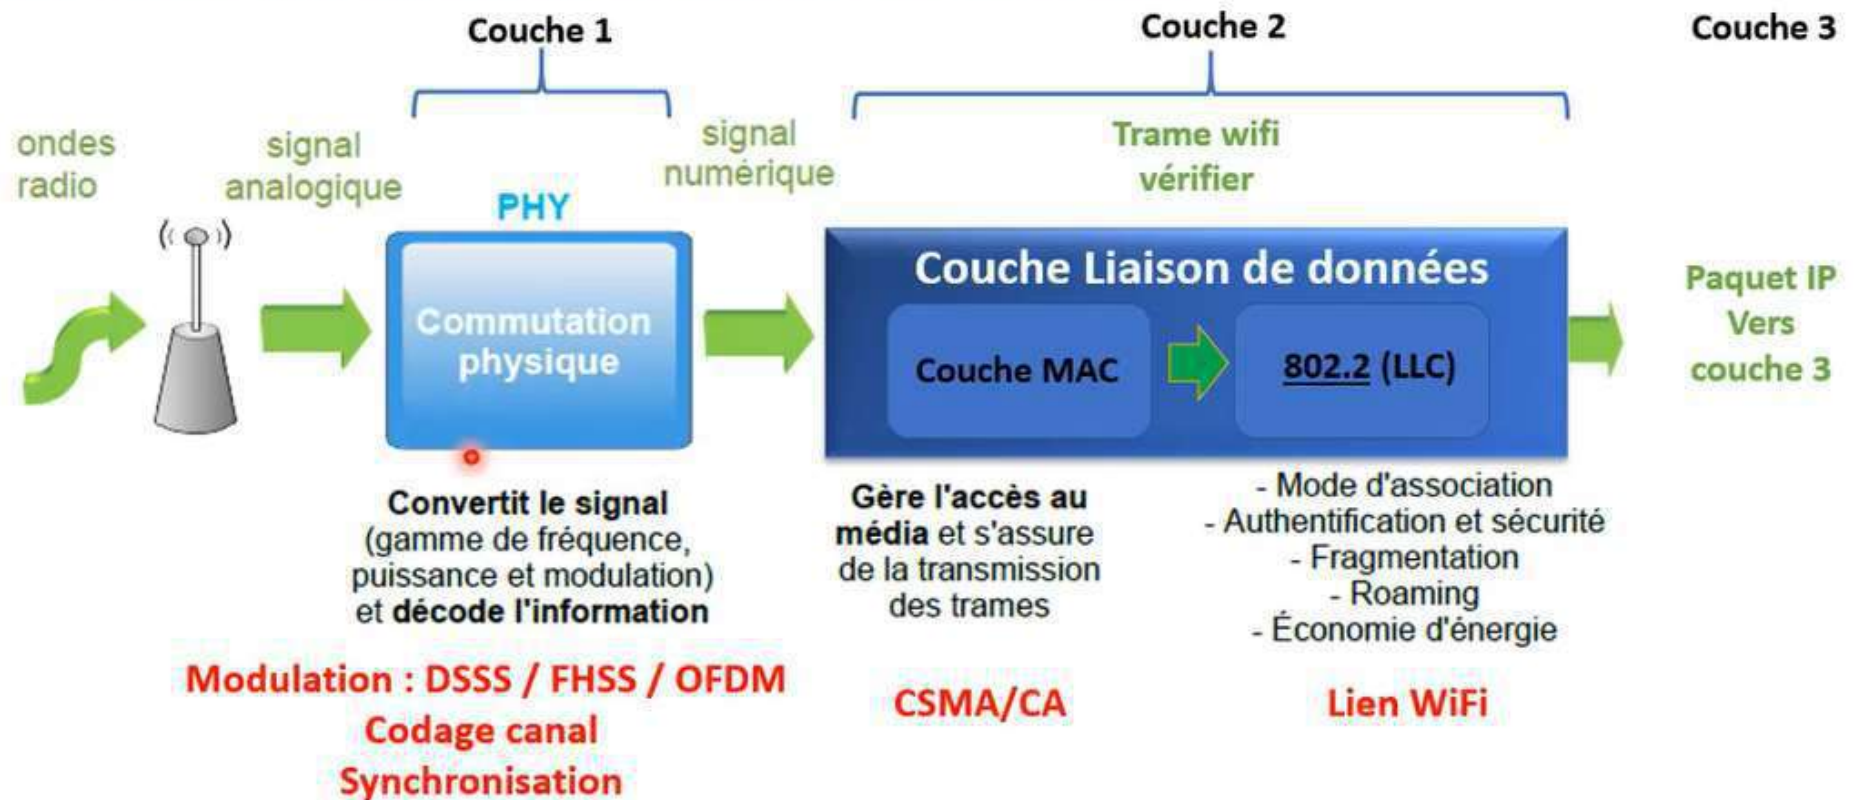 Couche 1
Couche 2
Couche 3
ondes
radio
signal
analogique
PHY
signal
numérique
Trame wifi
vérifier
Commutation
physique
Couche Liaison de données
Couche MAC
802.2 (LLC)
Paquet IP
Vers
couche 3
Convertit le signal
(gamme de fréquence,
puissance et modulation)
et décode l'information
Gère l'accès au
média et s'assure
de la transmission
des trames
- Mode d'association
- Authentification et sécurité
- Fragmentation
- Roaming
- Économie d'énergie
Modulation : DSSS / FHSS / OFDM
Codage canal
Synchronisation
CSMA/CA
Lien WiFi